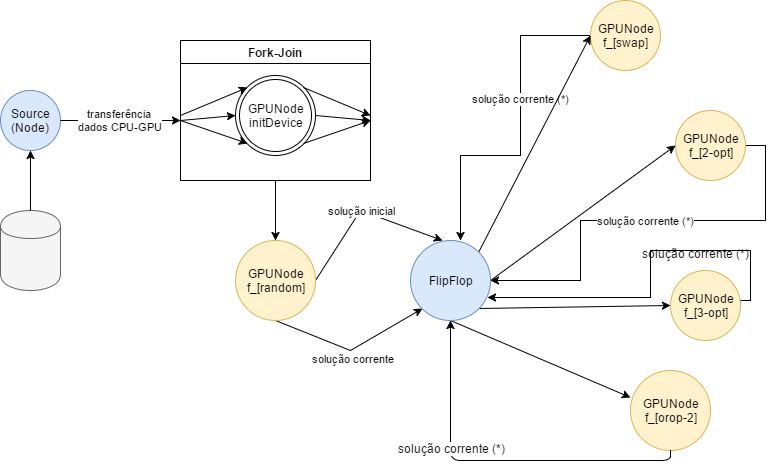 Fork-Join
GPUNode
initDevice
Source
(Node)
transferência
dados CPU-GPU
GPUNode
f_[random]
solução inicial
solução corrente
FlipFlop
GPUNode
f_[swap]
solução corrente (*)
GPUNode
f_[2-opt]
solução corrente (*)
solução corrente (*)
GPUNode
f_[3-opt]
GPUNode
f_[orop-2]
solução corrente (*)